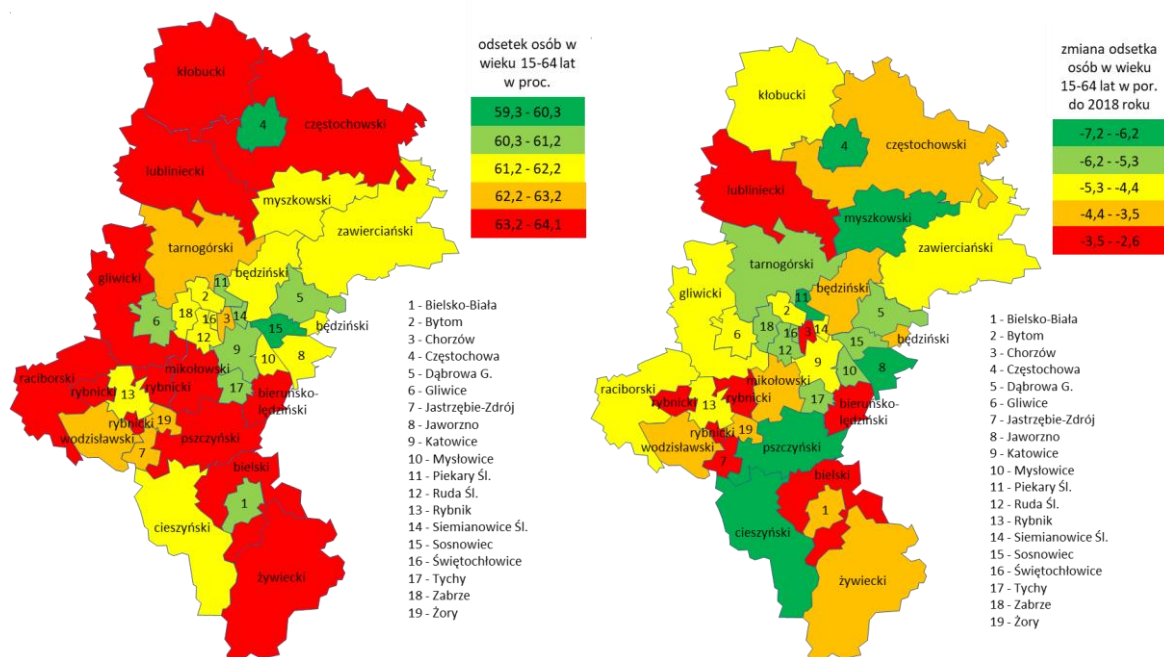 odsetek osób w
wieku 15-64 lat
w proc.
59,3 - 60,3
60,3 - 61,2
61,2 - 62,2
62,2 - 63,2
63,2 - 64,1
kłobucki
4
częstochowski
lubliniecki
myszkowski
zawierciański
tarnogórski
gliwicki
będziński
11
2
5
18
16
3
14
6
15
będziński
12
9
10
8
mikołowski
raciborski
rybnicki
rybnicki
17
bieruńsko-
lędziński
13
rybnicki
19
wodzisławski
pszczyński
7
bielski
1
cieszyński
żywiecki
1 - Bielsko-Biała
2 - Bytom
3 - Chorzów
4 - Częstochowa
5 - Dąbrowa G.
6 - Gliwice
7 - Jastrzębie-Zdrój
8 - Jaworzno
9 - Katowice
10 - Mysłowice
11 - Piekary Śl.
12 - Ruda Śl.
13 - Rybnik
14 - Siemianowice Śl.
15 - Sosnowiec
16 - Świętochłowice
17 - Tychy
18 - Zabrze
19 - Żory
zmiana odsetka
osób w wieku
15-64 lat w por.
do 2018 roku
-7,2 - -6,2
-6,2 - -5,3
-5,3 - -4,4
-4,4 - -3,5
-3,5 - -2,6
kłobucki
4
częstochowski
lubliniecki
myszkowski
zawierciański
tarnogórski
gliwicki
będziński
11
2
5
18
16
3
14
6
15
będziński
12
9
10
8
mikołowski
raciborski
rybnicki
rybnicki
17
bieruńsko-
lędziński
13
rybnicki
19
wodzisławski
pszczyński
7
bielski
1
cieszyński
żywiecki
1 - Bielsko-Biała
2 - Bytom
3 - Chorzów
4 - Częstochowa
5 - Dąbrowa G.
6 - Gliwice
7 - Jastrzębie-Zdrój
8 - Jaworzno
9 - Katowice
10 - Mysłowice
11 - Piekary Śl.
12 - Ruda Śl.
13 - Rybnik
14 - Siemianowice Śl.
15 - Sosnowiec
16 - Świętochłowice
17 - Tychy
18 - Zabrze
19 - Żory